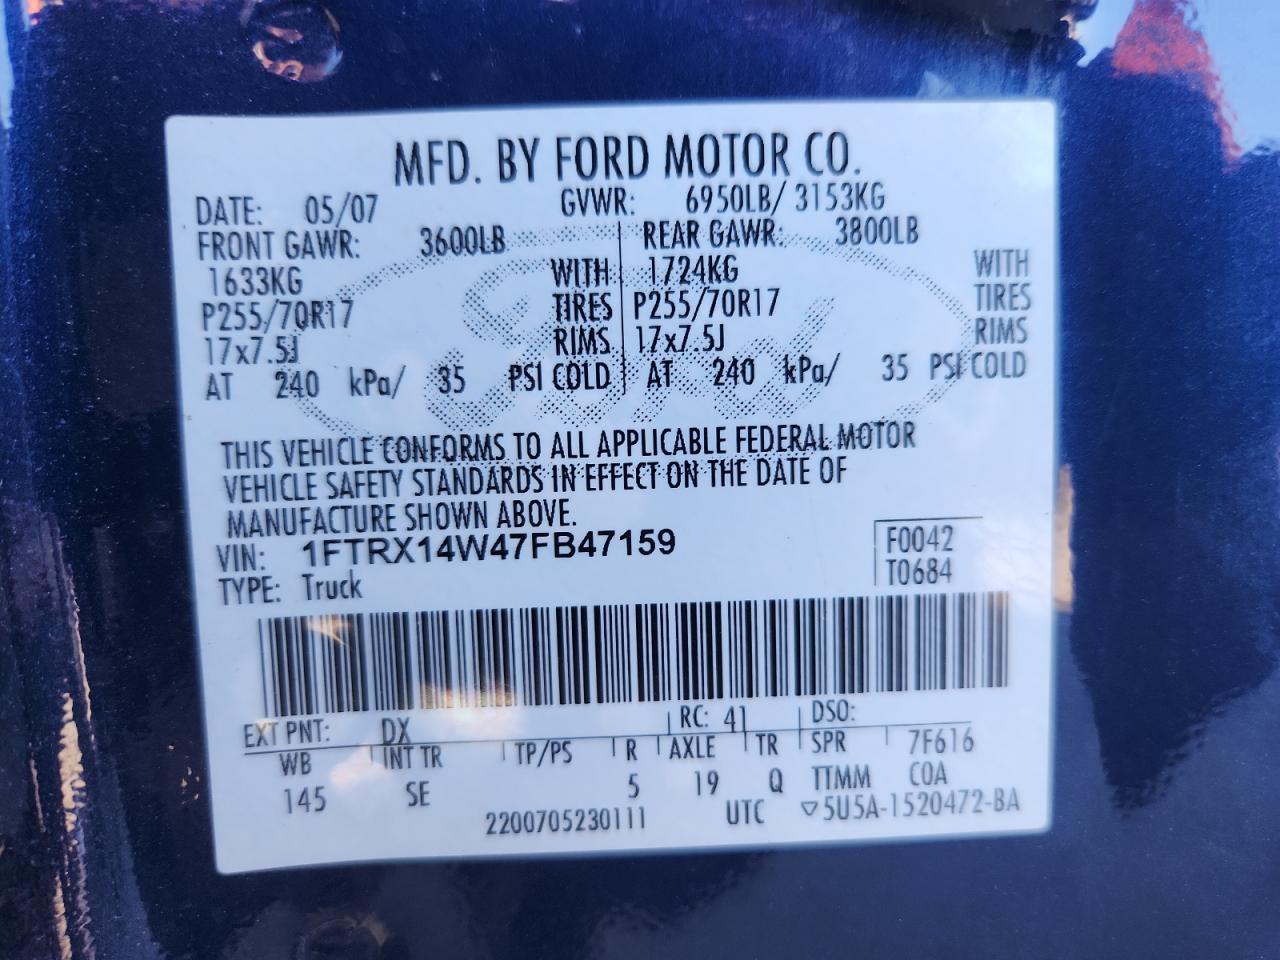 MFD. BY FORD MOTOR CO.
DATE: 05/07 GVWR: 6950LB/ 3153KG
FRONT GAWR: 3600LB REAR GAWR: 3800LB
1633KG WITH 1724KG WITH
P255/70R17 TIRES P255/70R17 TIRES
17x7.5J RIMS 17x7.5J RIMS
AT 240 kPa/ 35 PSI COLD AT 240 kPa/ 35 PSI COLD
THIS VEHICLE CONFORMS TO ALL APPLICABLE FEDERAL MOTOR
VEHICLE SAFETY STANDARDS IN EFFECT ON THE DATE OF
MANUFACTURE SHOWN ABOVE.
VIN: 1FTRX14W47FB47159 F0042
TYPE: Truck T0684
EXT PNT: DX RC: 41 DSO:
WB INT TR TP/PS R AXLE TR SPR 7F616
145 SE 5 19 Q TTMM COA
2200705230111 UTC ▽5U5A-1520472-BA
Ford